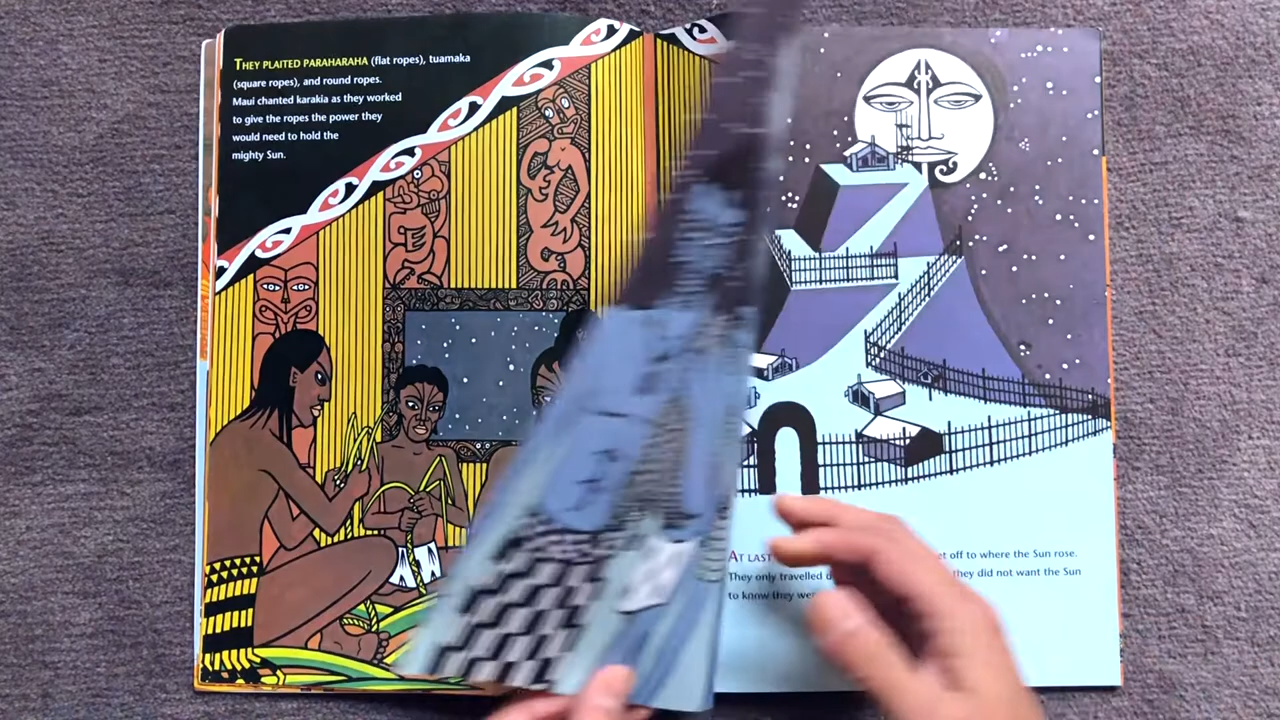 THEY PLAITED PARAHARAHA (flat ropes), tuamaka
(square ropes), and round ropes.
Maui chanted karakia as they worked
to give the ropes the power they
would need to hold the
mighty Sun.
AT LAST et off to where the Sun rose.
They only travelled they did not want the Sun
to know they